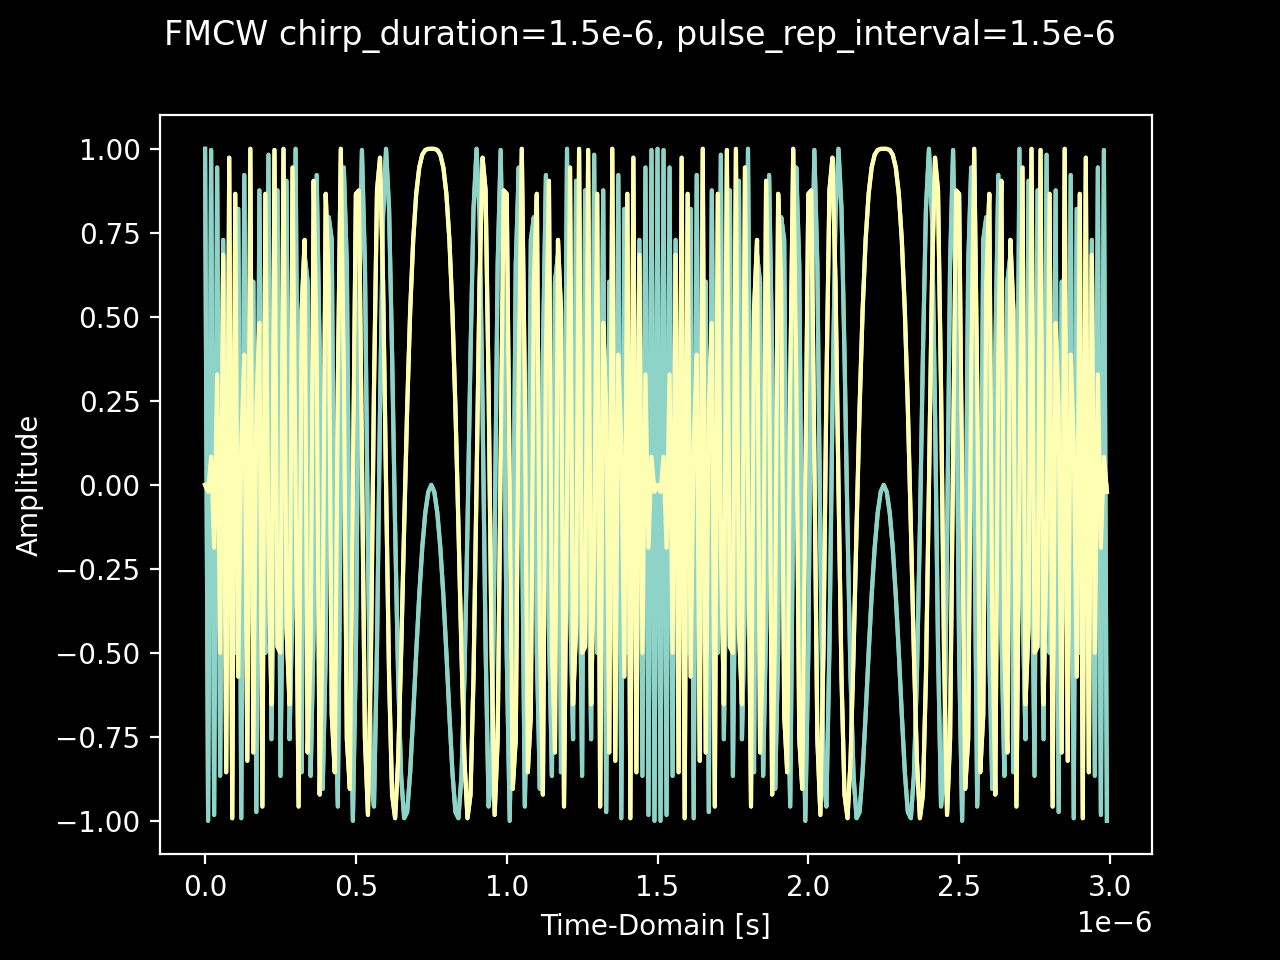 FMCW chirp_duration=1.5e-6, pulse_rep_interval=1.5e-6
1.00
0.75
0.50
0.25
0.00
−0.25
−0.50
−0.75
−1.00
Amplitude
0.0 0.5 1.0 1.5 2.0 2.5 3.0
Time-Domain [s]
1e−6